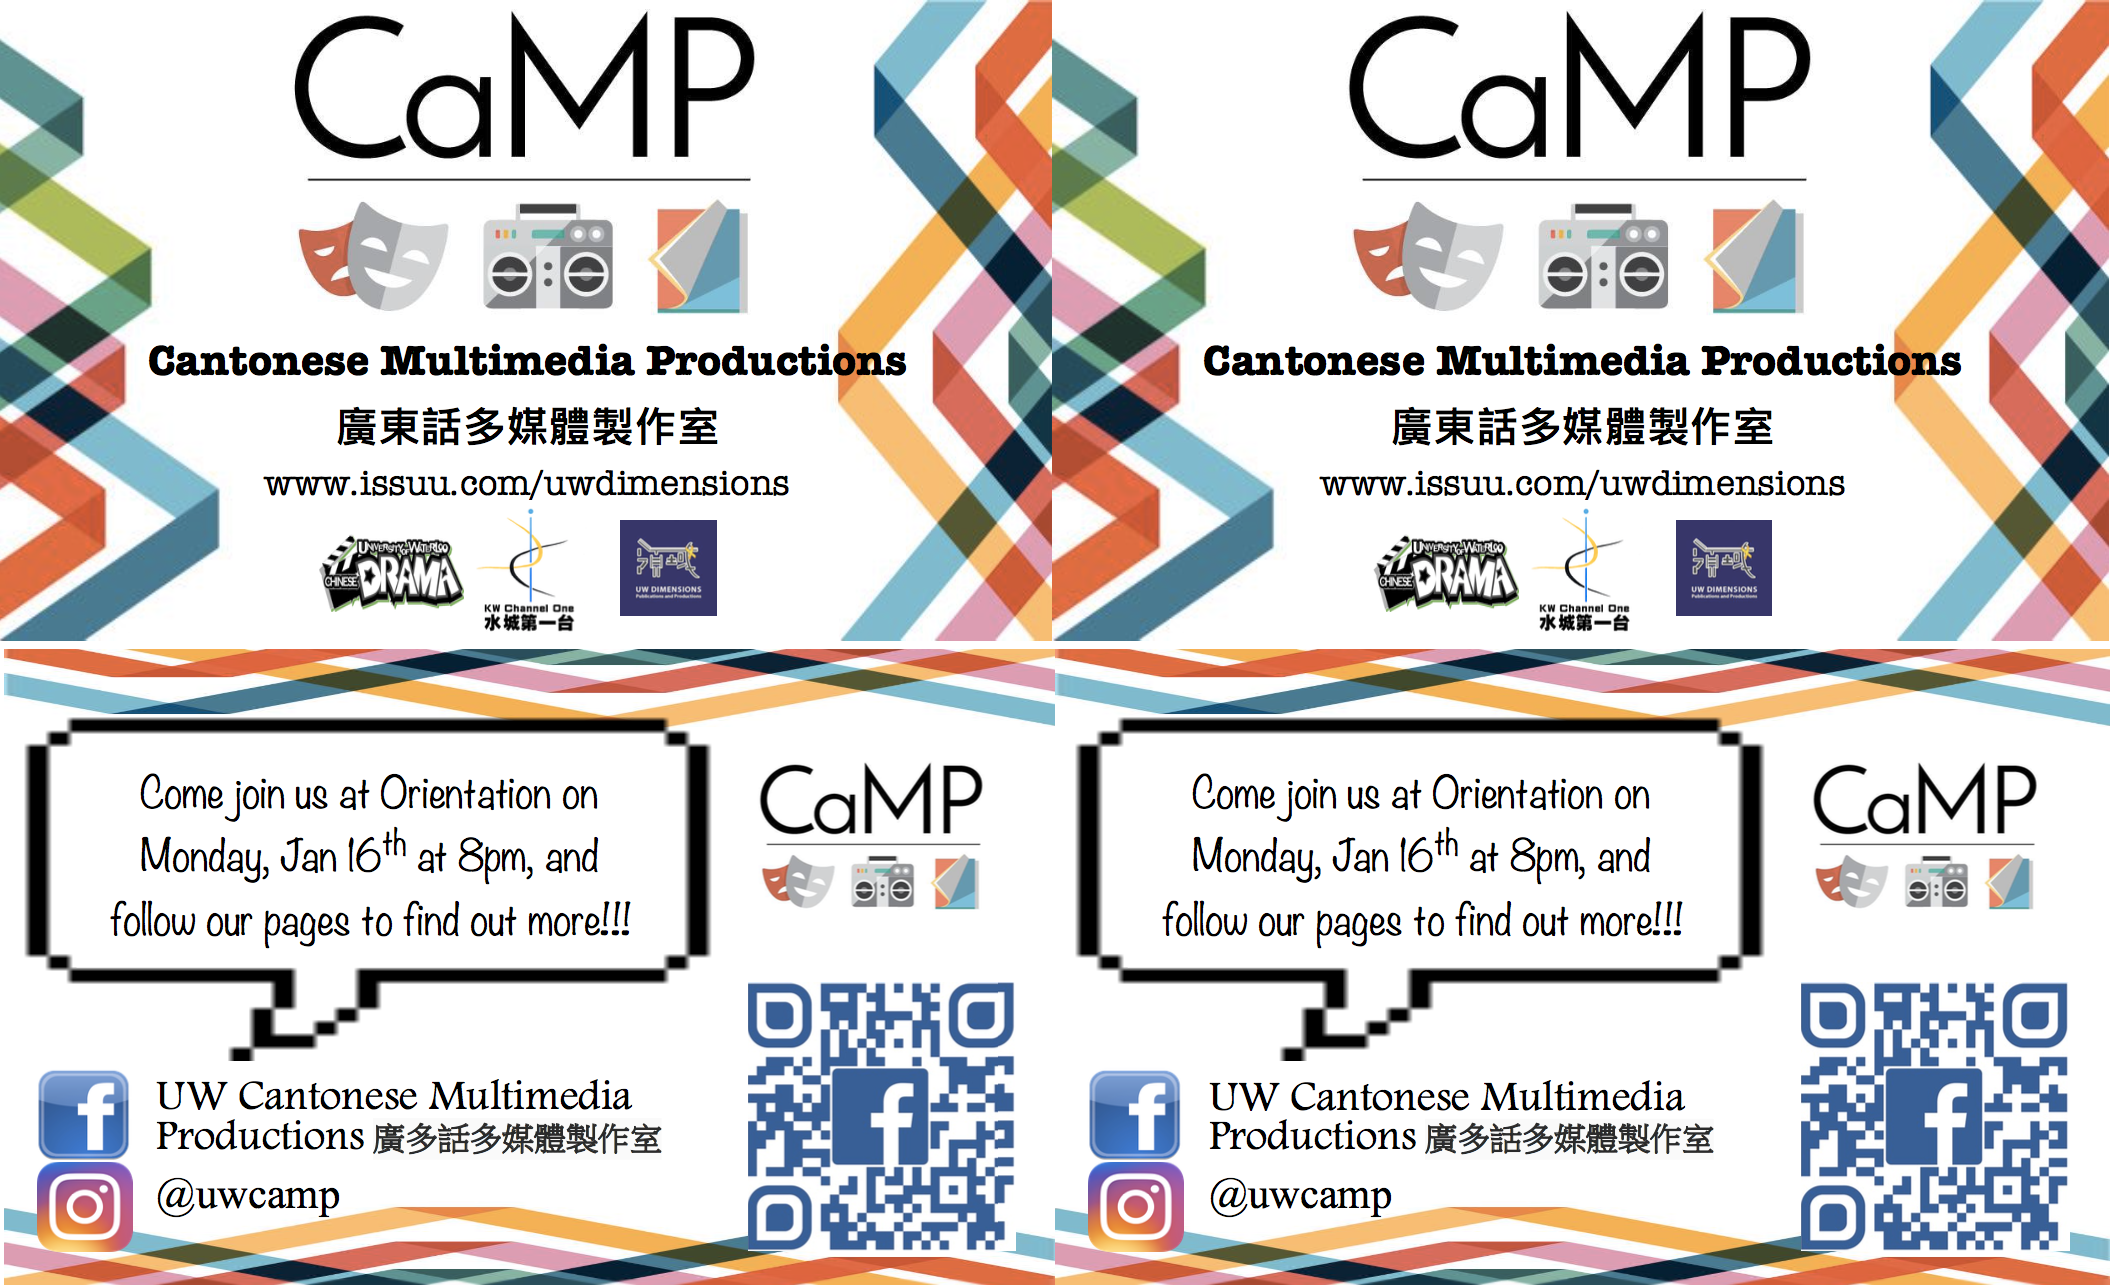 CaMP
Cantonese Multimedia Productions
廣東話多媒體製作室
www.issuu.com/uwdimensions
UNIVERSITY OF WATERLOO
CHINESE DRAMA
KW Channel One
水城第一台
UW DIMENSIONS
Publications and Productions
CaMP
Cantonese Multimedia Productions
廣東話多媒體製作室
www.issuu.com/uwdimensions
UNIVERSITY OF WATERLOO
CHINESE DRAMA
KW Channel One
水城第一台
UW DIMENSIONS
Publications and Productions
Come join us at Orientation on
Monday, Jan 16th at 8pm, and
follow our pages to find out more!!!
CaMP
UW Cantonese Multimedia
Productions 廣多話多媒體製作室
@uwcamp
Come join us at Orientation on
Monday, Jan 16th at 8pm, and
follow our pages to find out more!!!
CaMP
UW Cantonese Multimedia
Productions 廣多話多媒體製作室
@uwcamp